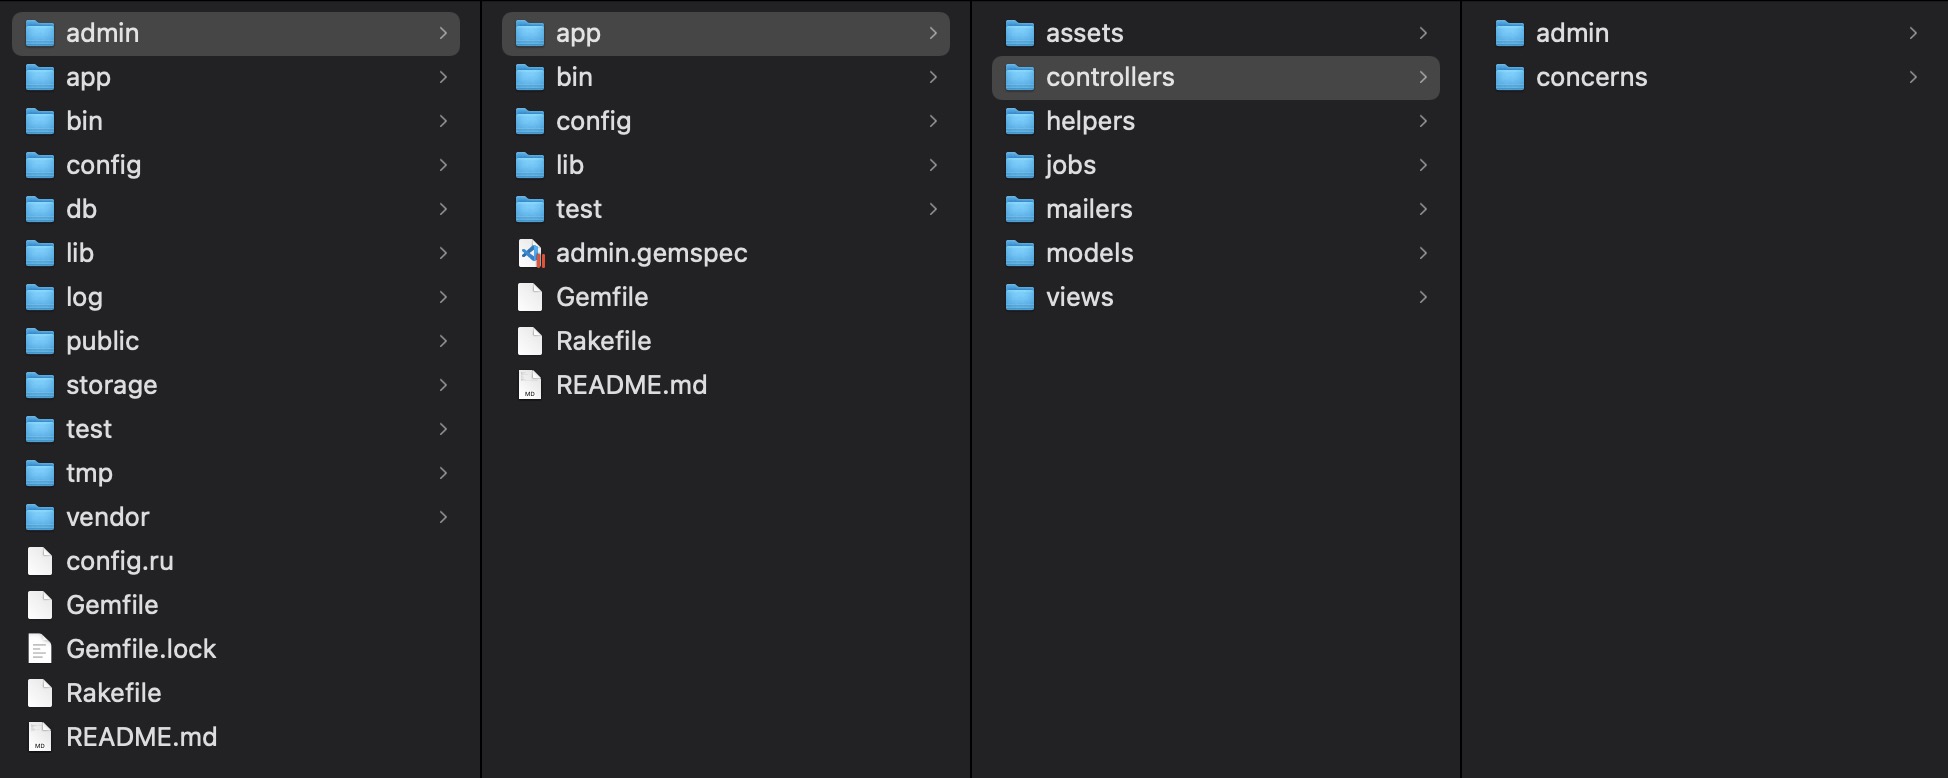 admin
app
bin
config
db
lib
log
public
storage
test
tmp
vendor
config.ru
Gemfile
Gemfile.lock
Rakefile
README.md
app
bin
config
lib
test
admin.gemspec
Gemfile
Rakefile
README.md
assets
controllers
helpers
jobs
mailers
models
views
admin
concerns